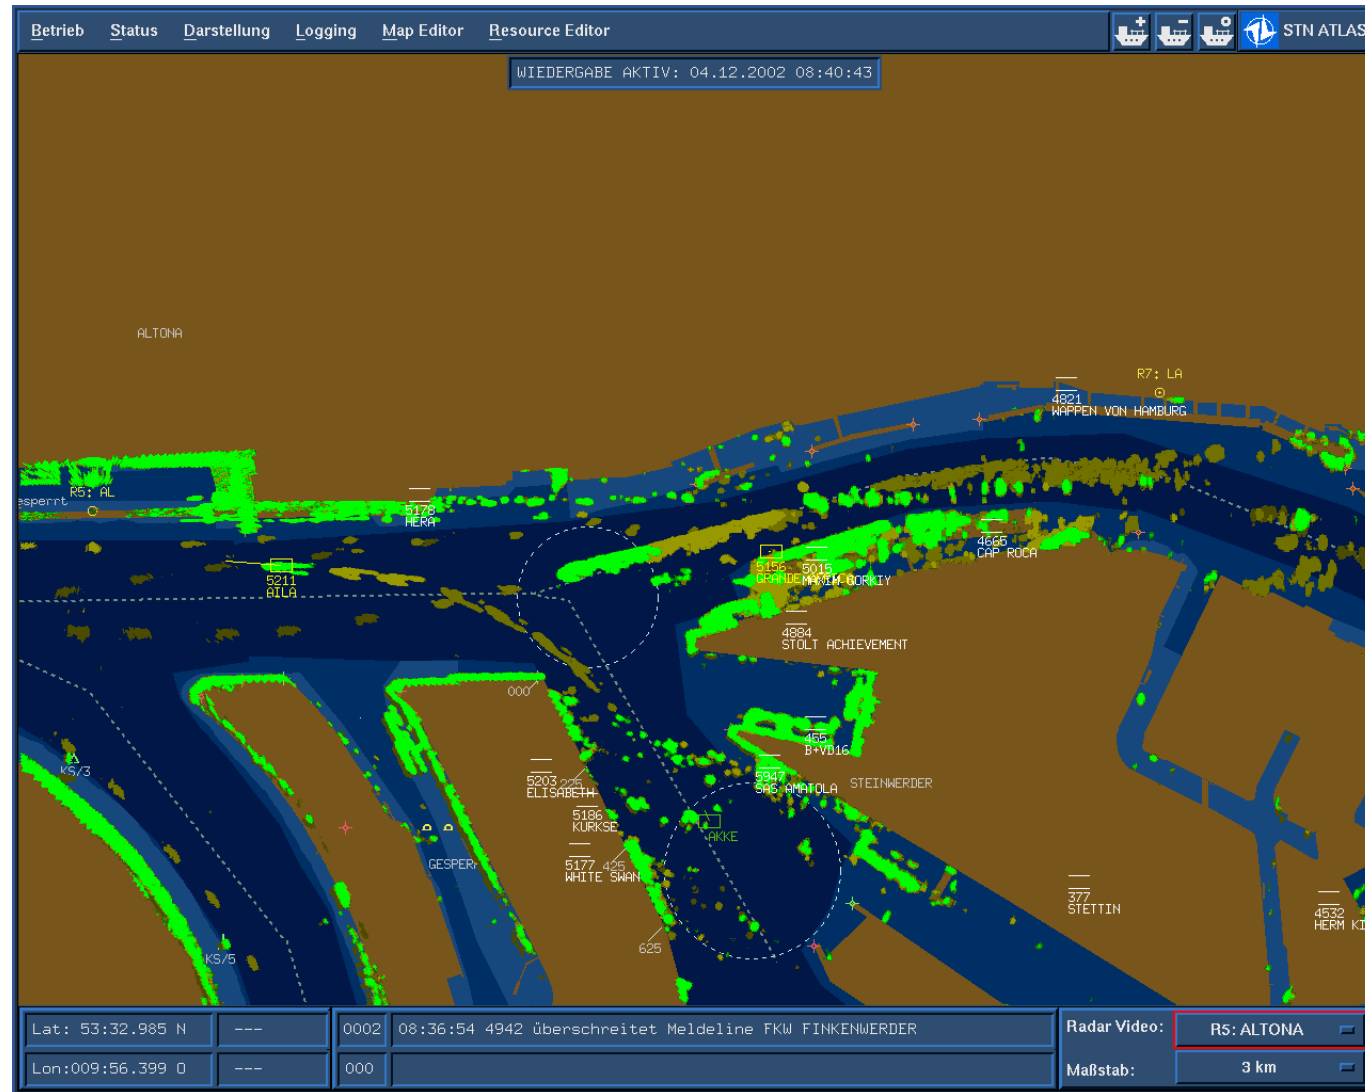 Betrieb Status Darstellung Logging Map Editor Resource Editor STN ATLAS
WIEDERGABE AKTIV: 04.12.2002 08:40:43
ALTONA
R7: LA
4821
WAPPEN VON HAMBURG
R5: AL
esperrt
5178
HERA
4665
CAP ROCA
5211
AILA
5156
GRANDE
5015
MAXIM GORKIY
4884
STOLT ACHIEVEMENT
000
455
B+VD16
KS/3
5203
ELISABETH
225
5947
SAS AMATOLA
STEINWERDER
5186
KURKSE
AKKE
GESPERR
5177
WHITE SWAN
425
377
STETTIN
4532
HERM KI
625
KS/5
Lat: 53:32.985 N --- 0002 08:36:54 4942 überschreitet Meldeline FKW FINKENWERDER
Radar Video: R5: ALTONA
Lon:009:56.399 O --- 000
Maßstab: 3 km